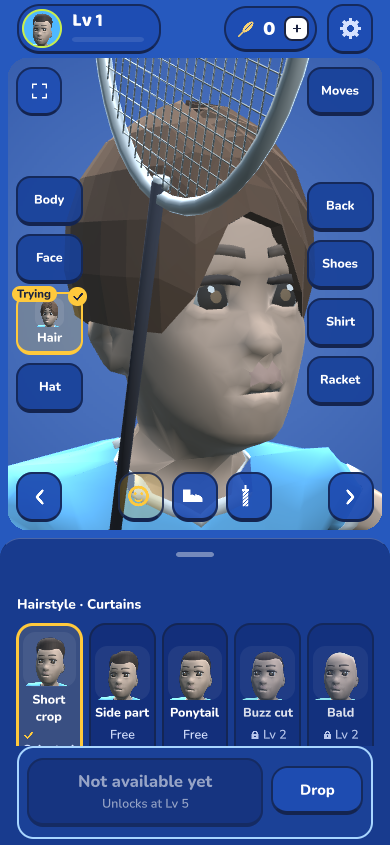 Lv 1
0
Moves
Body
Back
Face
Shoes
Trying
Hair
Shirt
Hat
Racket
Hairstyle · Curtains
Short crop
Side part
Ponytail
Buzz cut
Bald
Free
Free
Lv 2
Lv 2
Not available yet
Unlocks at Lv 5
Drop